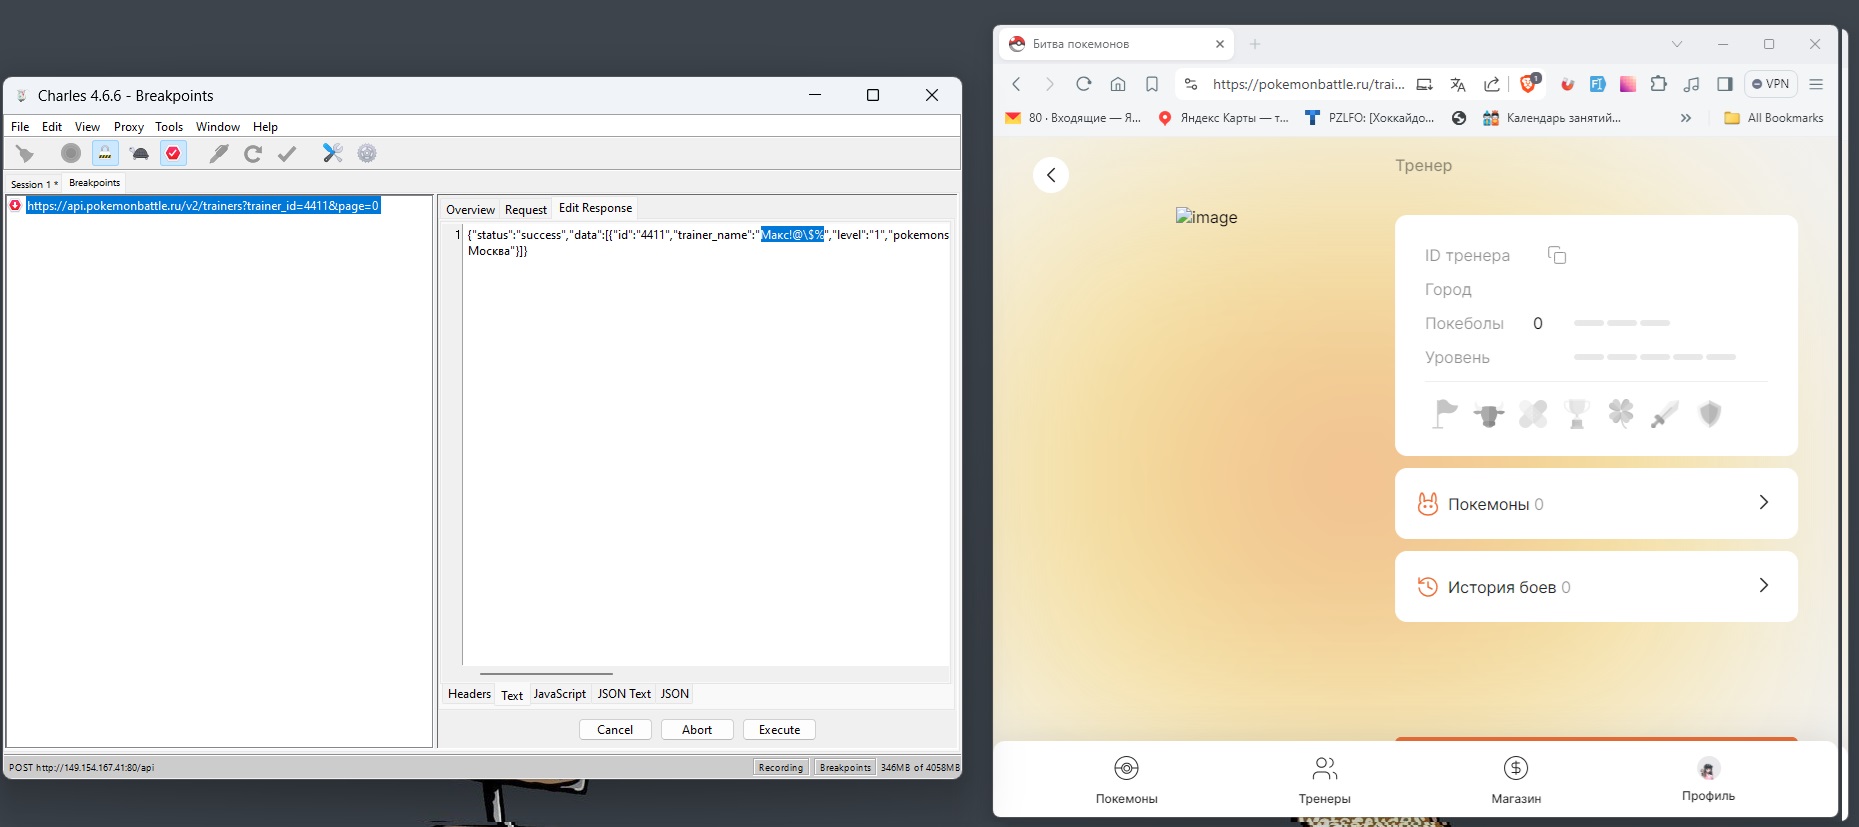 Charles 4.6.6 - Breakpoints
File Edit View Proxy Tools Window Help
Session 1 * Breakpoints
https://api.pokemonbattle.ru/v2/trainers?trainer_id=4411&page=0
Overview Request Edit Response
1 {"status":"success","data":[{"id":"4411","trainer_name":"Макс!@\$%","level":"1","pokemons
Москва"}]}
Headers Text JavaScript JSON Text JSON
Cancel Abort Execute
POST http://149.154.167.41:80/api Recording Breakpoints 346MB of 4058MB
Битва покемонов
https://pokemonbattle.ru/trai... 1 VPN
80 · Входящие — Я... Яндекс Карты — т... PZLFO: [Хоккайдо... Календарь занятий... » All Bookmarks
Тренер
image
ID тренера
Город
Покеболы 0
Уровень
Покемоны 0
История боев 0
Покемоны Тренеры Магазин Профиль